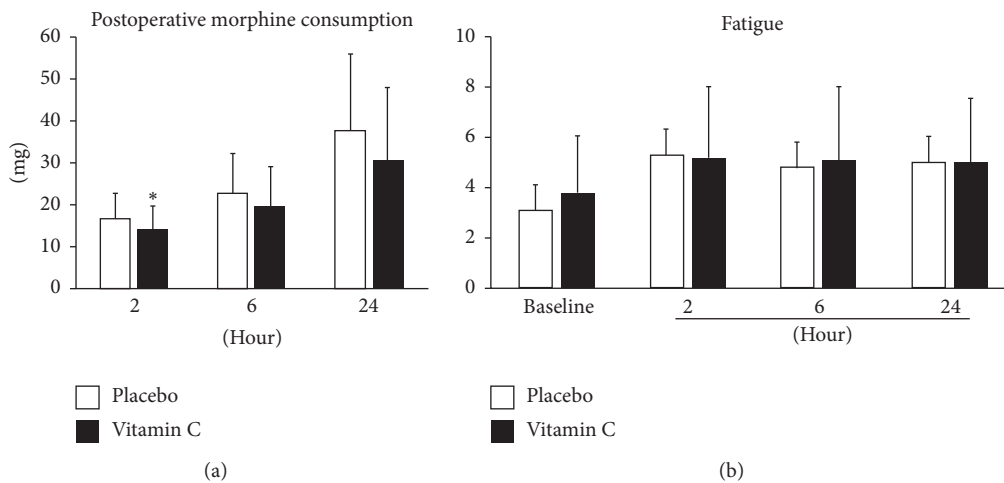 Postoperative morphine consumption
60
50
40
30
20
10
0
(mg)
*
2 6 24
(Hour)
Placebo
Vitamin C
(a)
Fatigue
10
8
6
4
2
0
Baseline 2 6 24
(Hour)
Placebo
Vitamin C
(b)